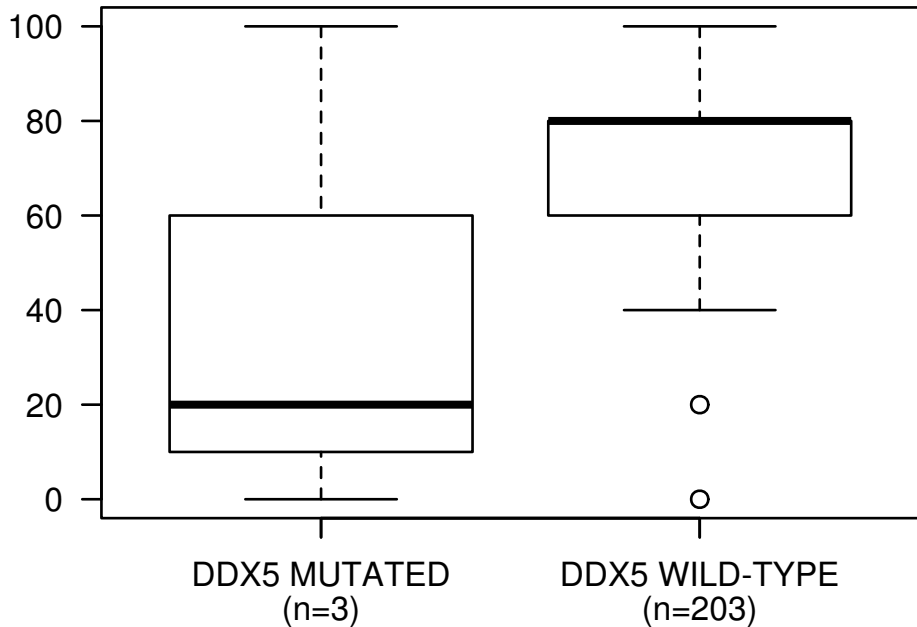 100
80
60
40
20
0
DDX5 MUTATED
(n=3)
DDX5 WILD-TYPE
(n=203)